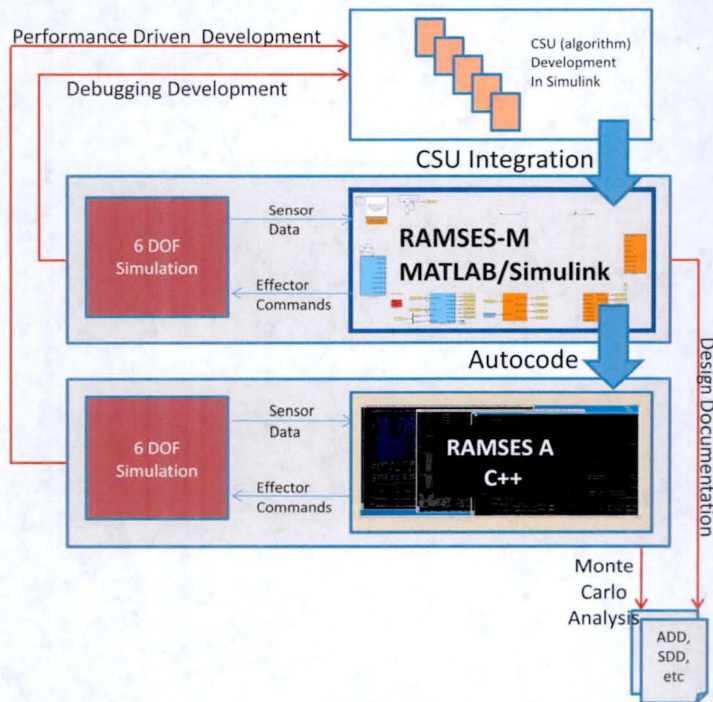 Performance Driven Development
Debugging Development
CSU (algorithm)
Development
In Simulink
CSU Integration
6 DOF
Simulation
Sensor
Data
Effector
Commands
RAMSES-M
MATLAB/Simulink
Autocode
6 DOF
Simulation
Sensor
Data
Effector
Commands
RAMSES A
C++
Design Documentation
Monte
Carlo
Analysis
ADD,
SDD,
etc